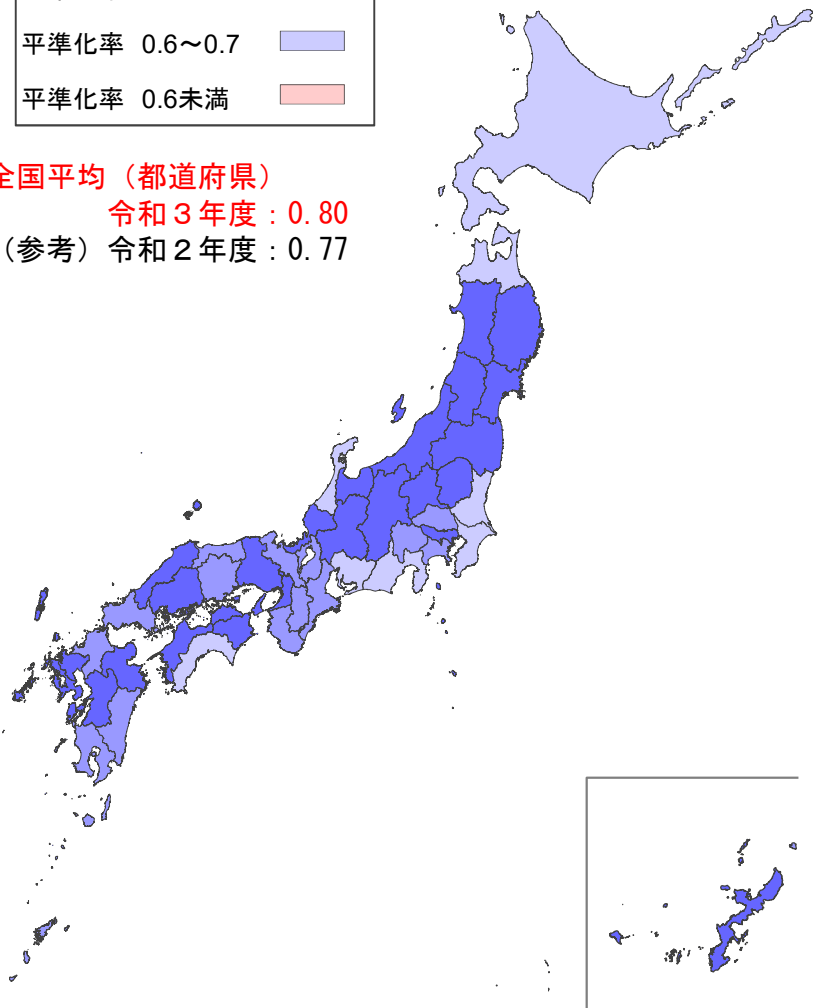 平準化率 0.6～0.7
平準化率 0.6未満
全国平均（都道府県）
令和３年度：0.80
（参考）令和２年度：0.77